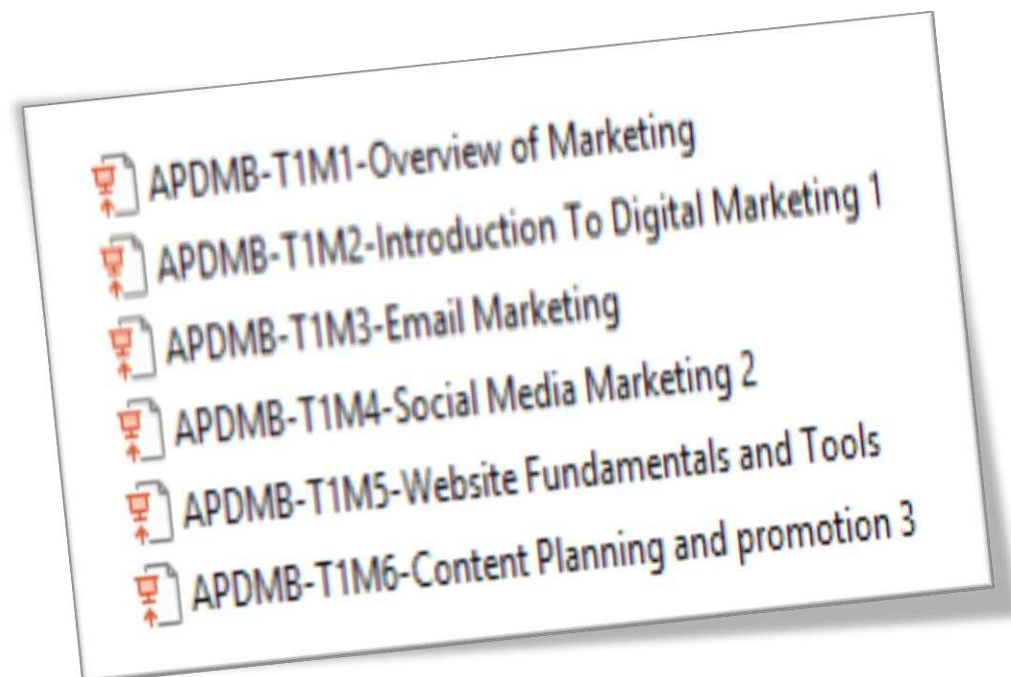 APDMB-T1M1-Overview of Marketing
APDMB-T1M2-Introduction To Digital Marketing 1
APDMB-T1M3-Email Marketing
APDMB-T1M4-Social Media Marketing 2
APDMB-T1M5-Website Fundamentals and Tools
APDMB-T1M6-Content Planning and promotion 3